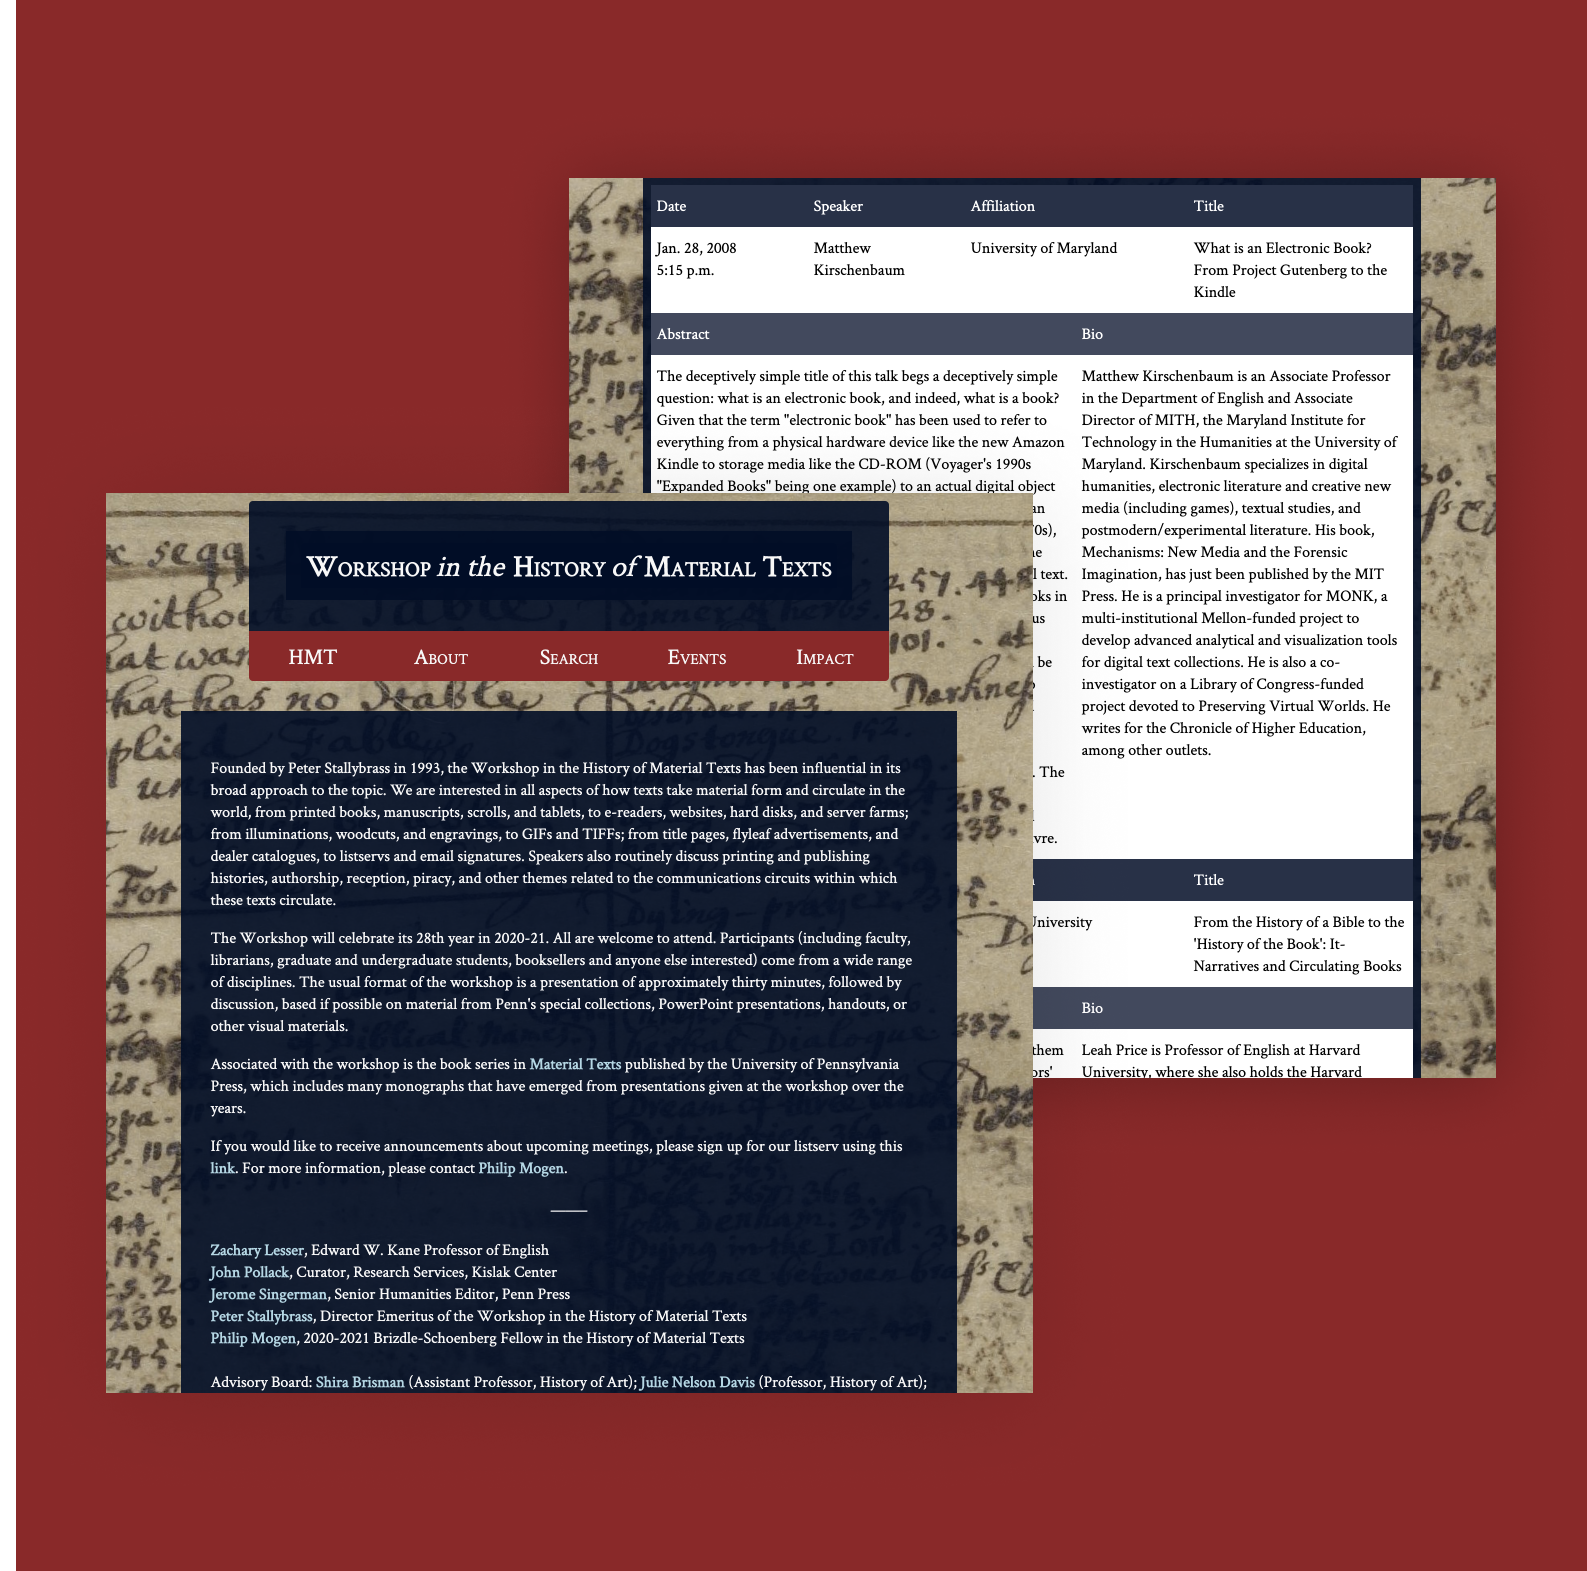 Date Speaker Affiliation Title
Jan. 28, 2008 Matthew University of Maryland What is an Electronic Book?
5:15 p.m. Kirschenbaum From Project Gutenberg to the
Kindle
Abstract Bio
The deceptively simple title of this talk begs a deceptively simple
question: what is an electronic book, and indeed, what is a book?
Given that the term "electronic book" has been used to refer to
everything from a physical hardware device like the new Amazon
Kindle to storage media like the CD-ROM (Voyager's 1990s
"Expanded Books" being one example) to an actual digital object
text.
in
us
be
. The
Matthew Kirschenbaum is an Associate Professor
in the Department of English and Associate
Director of MITH, the Maryland Institute for
Technology in the Humanities at the University of
Maryland. Kirschenbaum specializes in digital
humanities, electronic literature and creative new
media (including games), textual studies, and
postmodern/experimental literature. His book,
Mechanisms: New Media and the Forensic
Imagination, has just been published by the MIT
Press. He is a principal investigator for MONK, a
multi-institutional Mellon-funded project to
develop advanced analytical and visualization tools
for digital text collections. He is also a co-
investigator on a Library of Congress-funded
project devoted to Preserving Virtual Worlds. He
writes for the Chronicle of Higher Education,
among other outlets.
Title
University From the History of a Bible to the
'History of the Book': It-
Narratives and Circulating Books
Bio
them Leah Price is Professor of English at Harvard
University, where she also holds the Harvard
Workshop in the History of Material Texts
HMT About Search Events Impact
Founded by Peter Stallybrass in 1993, the Workshop in the History of Material Texts has been influential in its
broad approach to the topic. We are interested in all aspects of how texts take material form and circulate in the
world, from printed books, manuscripts, scrolls, and tablets, to e-readers, websites, hard disks, and server farms;
from illuminations, woodcuts, and engravings, to GIFs and TIFFs; from title pages, flyleaf advertisements, and
dealer catalogues, to listservs and email signatures. Speakers also routinely discuss printing and publishing
histories, authorship, reception, piracy, and other themes related to the communications circuits within which
these texts circulate.
The Workshop will celebrate its 28th year in 2020-21. All are welcome to attend. Participants (including faculty,
librarians, graduate and undergraduate students, booksellers and anyone else interested) come from a wide range
of disciplines. The usual format of the workshop is a presentation of approximately thirty minutes, followed by
discussion, based if possible on material from Penn's special collections, PowerPoint presentations, handouts, or
other visual materials.
Associated with the workshop is the book series in Material Texts published by the University of Pennsylvania
Press, which includes many monographs that have emerged from presentations given at the workshop over the
years.
If you would like to receive announcements about upcoming meetings, please sign up for our listserv using this
link. For more information, please contact Philip Mogen.
Zachary Lesser, Edward W. Kane Professor of English
John Pollack, Curator, Research Services, Kislak Center
Jerome Singerman, Senior Humanities Editor, Penn Press
Peter Stallybrass, Director Emeritus of the Workshop in the History of Material Texts
Philip Mogen, 2020-2021 Brizdle-Schoenberg Fellow in the History of Material Texts
Advisory Board: Shira Brisman (Assistant Professor, History of Art); Julie Nelson Davis (Professor, History of Art);